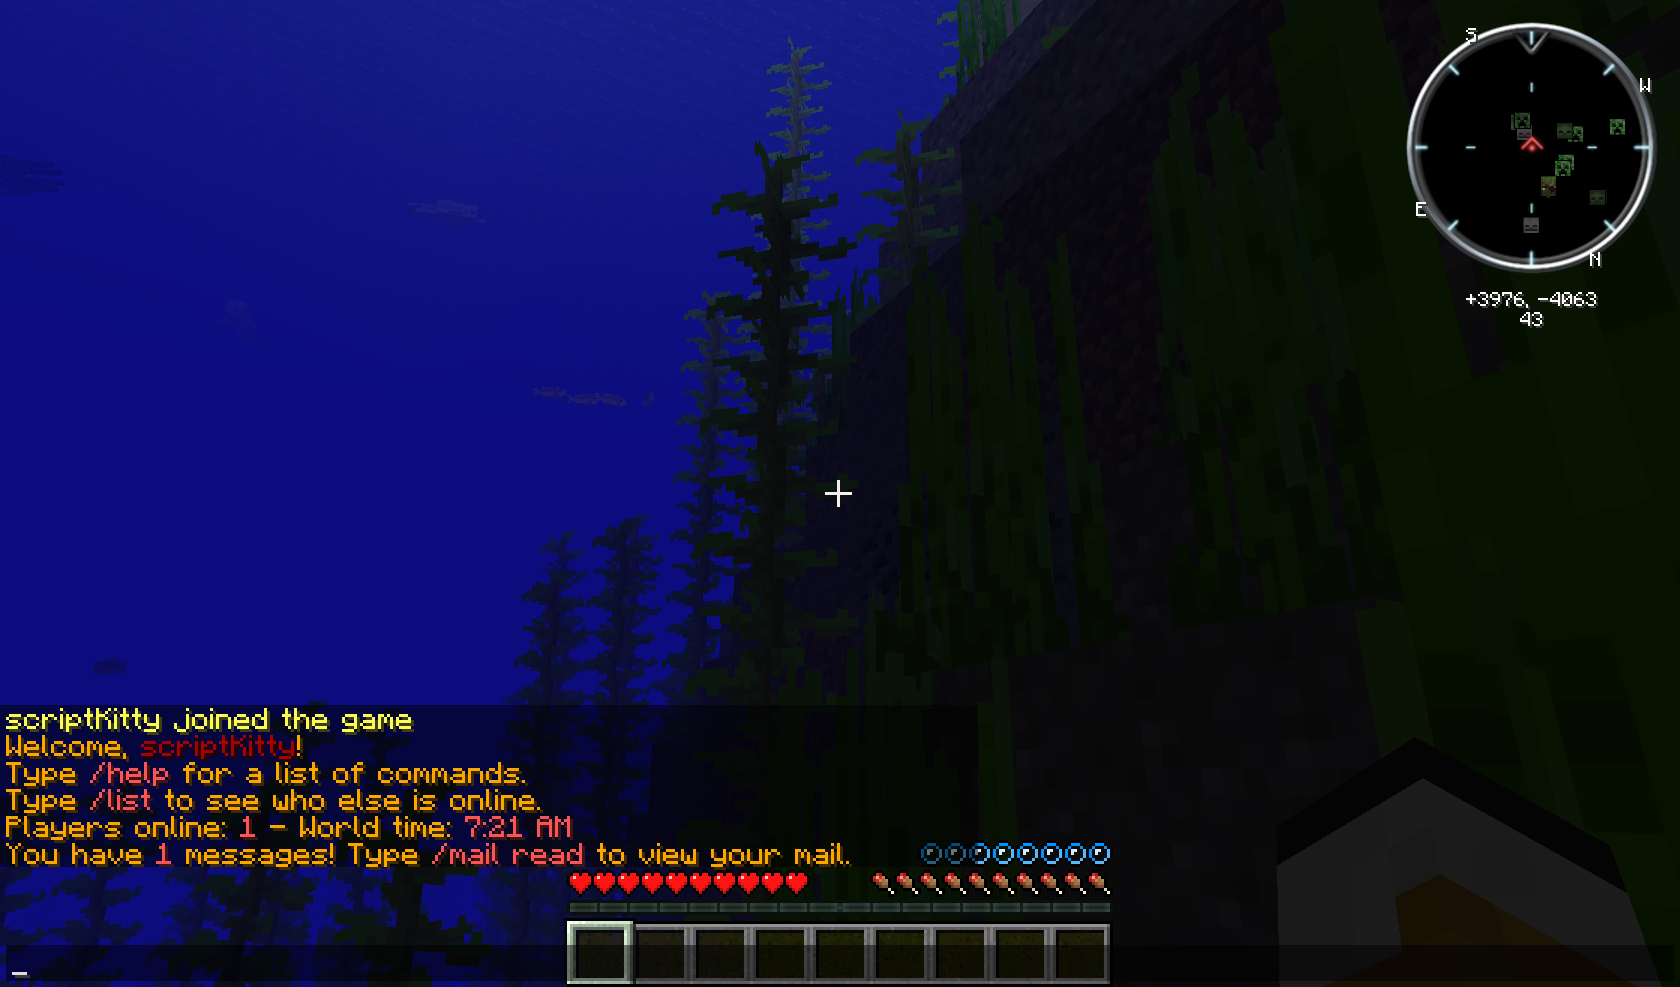 S
W
E
N
+3976, -4063
43
scriptKitty joined the game
Welcome, scriptKitty!
Type /help for a list of commands.
Type /list to see who else is online.
Players online: 1 - World time: 7:21 AM
You have 1 messages! Type /mail read to view your mail.
_